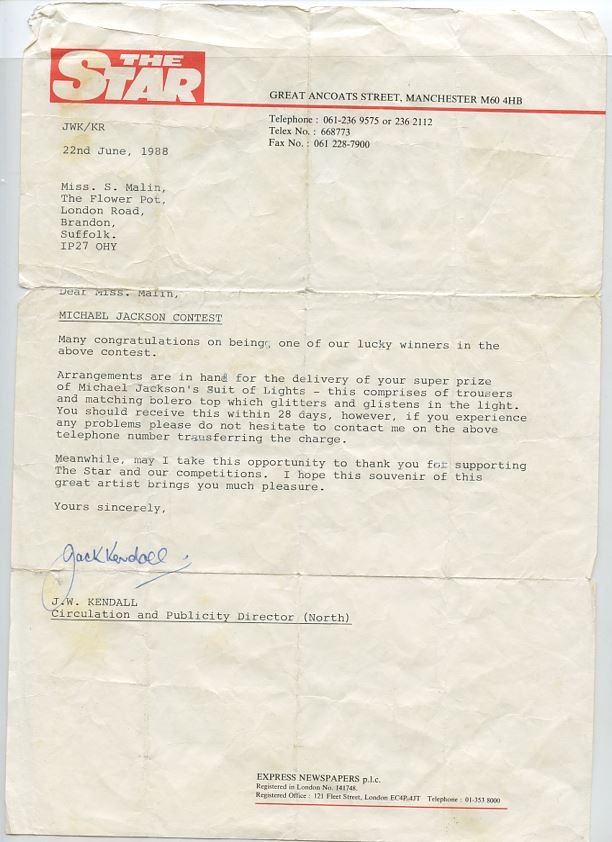 THE
STAR
GREAT ANCOATS STREET, MANCHESTER M60 4HB
Telephone : 061-236 9575 or 236 2112
Telex No. : 668773
Fax No. : 061 228-7900
JWK/KR
22nd June, 1988
Miss. S. Malin,
The Flower Pot,
London Road,
Brandon,
Suffolk.
IP27 OHY
Dear Miss. Malin,
MICHAEL JACKSON CONTEST
Many congratulations on being one of our lucky winners in the
above contest.
Arrangements are in hand for the delivery of your super prize
of Michael Jackson's Suit of Lights - this comprises of trousers
and matching bolero top which glitters and glistens in the light.
You should receive this within 28 days, however, if you experience
any problems please do not hesitate to contact me on the above
telephone number transferring the charge.
Meanwhile, may I take this opportunity to thank you for supporting
The Star and our competitions. I hope this souvenir of this
great artist brings you much pleasure.
Yours sincerely,
Jack Kendall
J.W. KENDALL
Circulation and Publicity Director (North)
EXPRESS NEWSPAPERS p.l.c.
Registered in London No. 141748.
Registered Office : 121 Fleet Street, London EC4P 4JT Telephone : 01-353 8000